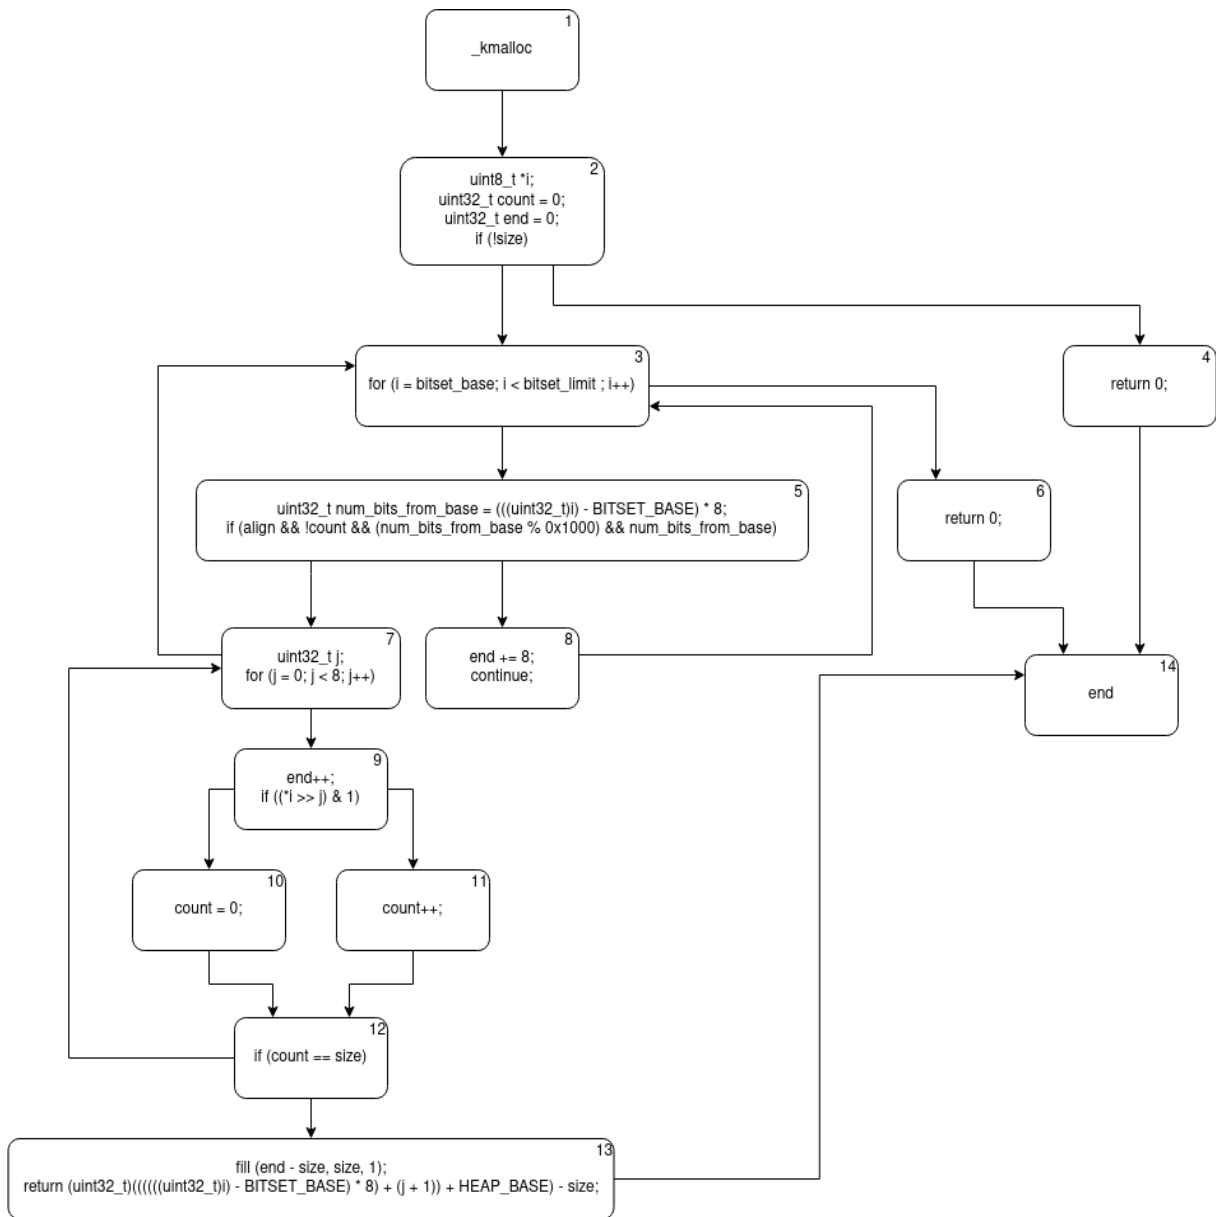 1
_kmalloc
2
uint8_t *i;
uint32_t count = 0;
uint32_t end = 0;
if (!size)
3
for (i = bitset_base; i < bitset_limit ; i++)
4
return 0;
5
uint32_t num_bits_from_base = (((uint32_t)i) - BITSET_BASE) * 8;
if (align && !count && (num_bits_from_base % 0x1000) && num_bits_from_base)
6
return 0;
7
uint32_t j;
for (j = 0; j < 8; j++)
8
end += 8;
continue;
14
end
9
end++;
if ((*i >> j) & 1)
10
count = 0;
11
count++;
12
if (count == size)
13
fill (end - size, size, 1);
return (uint32_t)((((((uint32_t)i) - BITSET_BASE) * 8) + (j + 1)) + HEAP_BASE) - size;